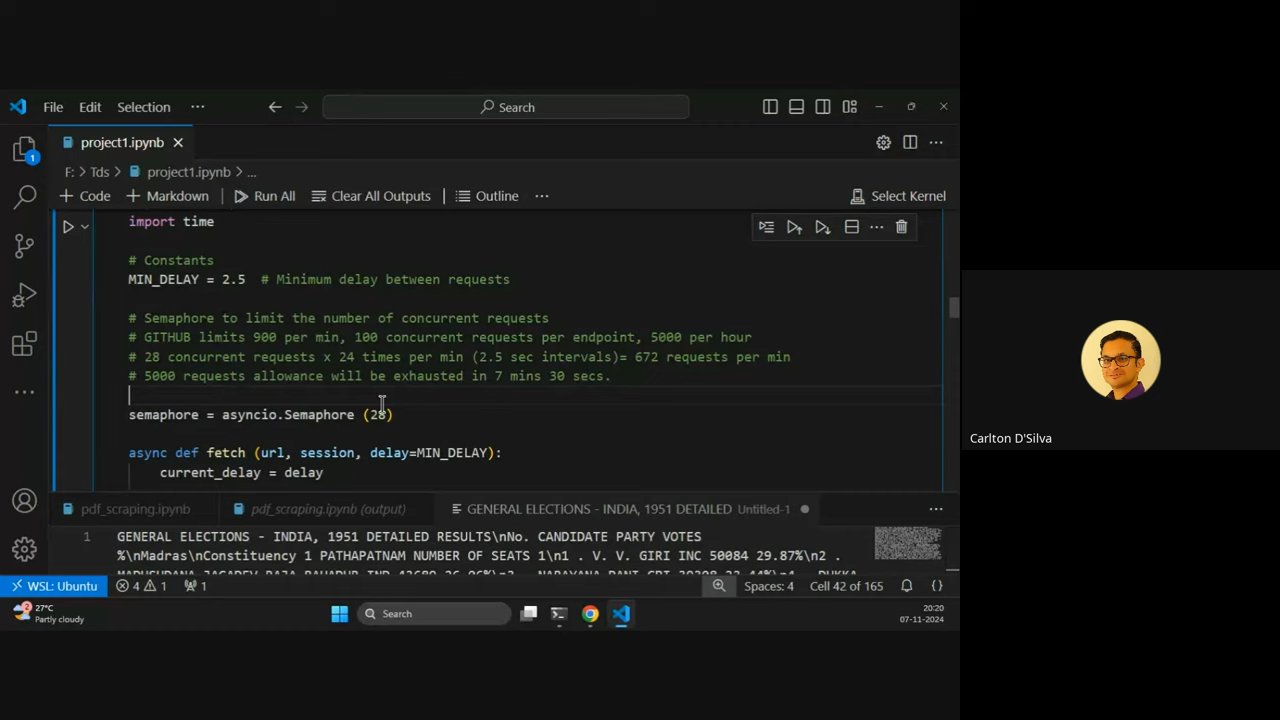 File Edit Selection ··· Search
project1.ipynb
1
F: > Tds > project1.ipynb > ...
+ Code + Markdown Run All Clear All Outputs Outline ··· Select Kernel
import time
# Constants
MIN_DELAY = 2.5 # Minimum delay between requests
# Semaphore to limit the number of concurrent requests
# GITHUB limits 900 per min, 100 concurrent requests per endpoint, 5000 per hour
# 28 concurrent requests x 24 times per min (2.5 sec intervals)= 672 requests per min
# 5000 requests allowance will be exhausted in 7 mins 30 secs.
semaphore = asyncio.Semaphore (28)
async def fetch (url, session, delay=MIN_DELAY):
current_delay = delay
pdf_scraping.ipynb pdf_scraping.ipynb (output) GENERAL ELECTIONS - INDIA, 1951 DETAILED Untitled-1
1 GENERAL ELECTIONS - INDIA, 1951 DETAILED RESULTS\nNo. CANDIDATE PARTY VOTES
%\nMadras\nConstituency 1 PATHAPATNAM NUMBER OF SEATS 1\n1 . V. V. GIRI INC 50084 29.87%\n2 .
WSL: Ubuntu 4 1 1 Spaces: 4 Cell 42 of 165 {}
2
27°C
Partly cloudy
Search
20:20
07-11-2024
Carlton D'Silva